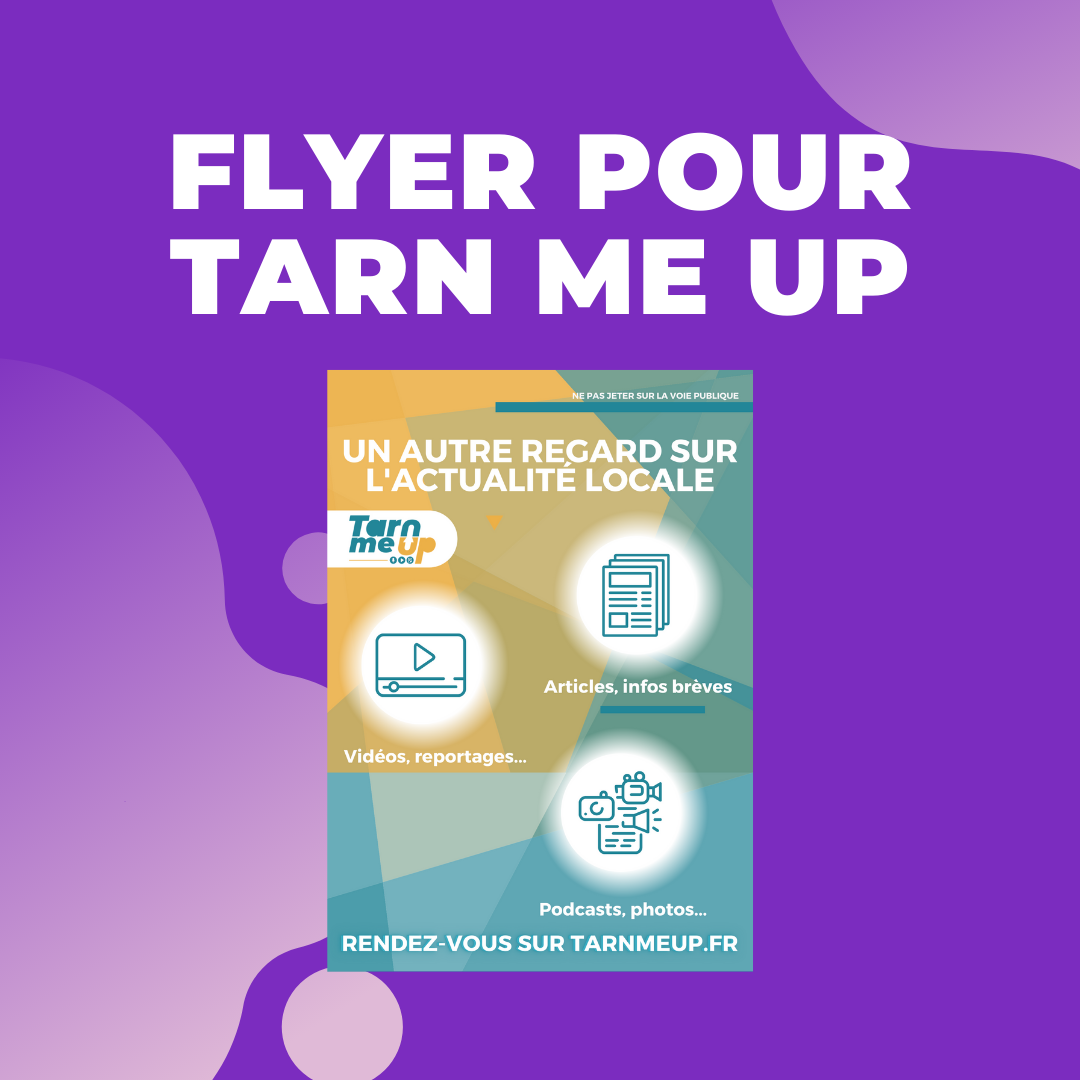 FLYER POUR
TARN ME UP
NE PAS JETER SUR LA VOIE PUBLIQUE
UN AUTRE REGARD SUR
L'ACTUALITÉ LOCALE
Tarn
me up
Articles, infos brèves
Vidéos, reportages...
Podcasts, photos...
RENDEZ-VOUS SUR TARNMEUP.FR